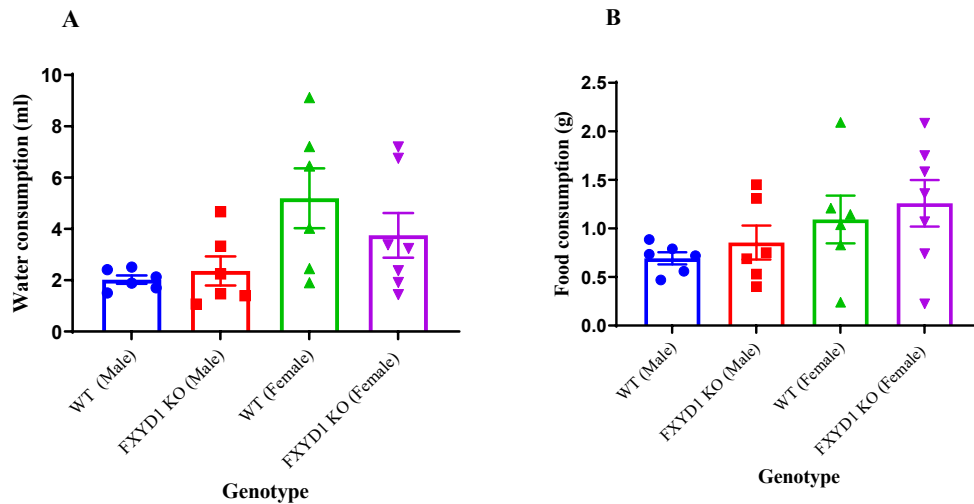 A
Water consumption (ml)
10
8
6
4
2
0
WT (Male)
FXYD1 KO (Male)
WT (Female)
FXYD1 KO (Female)
Genotype
B
Food consumption (g)
2.5
2.0
1.5
1.0
0.5
0.0
WT (Male)
FXYD1 KO (Male)
WT (Female)
FXYD1 KO (Female)
Genotype